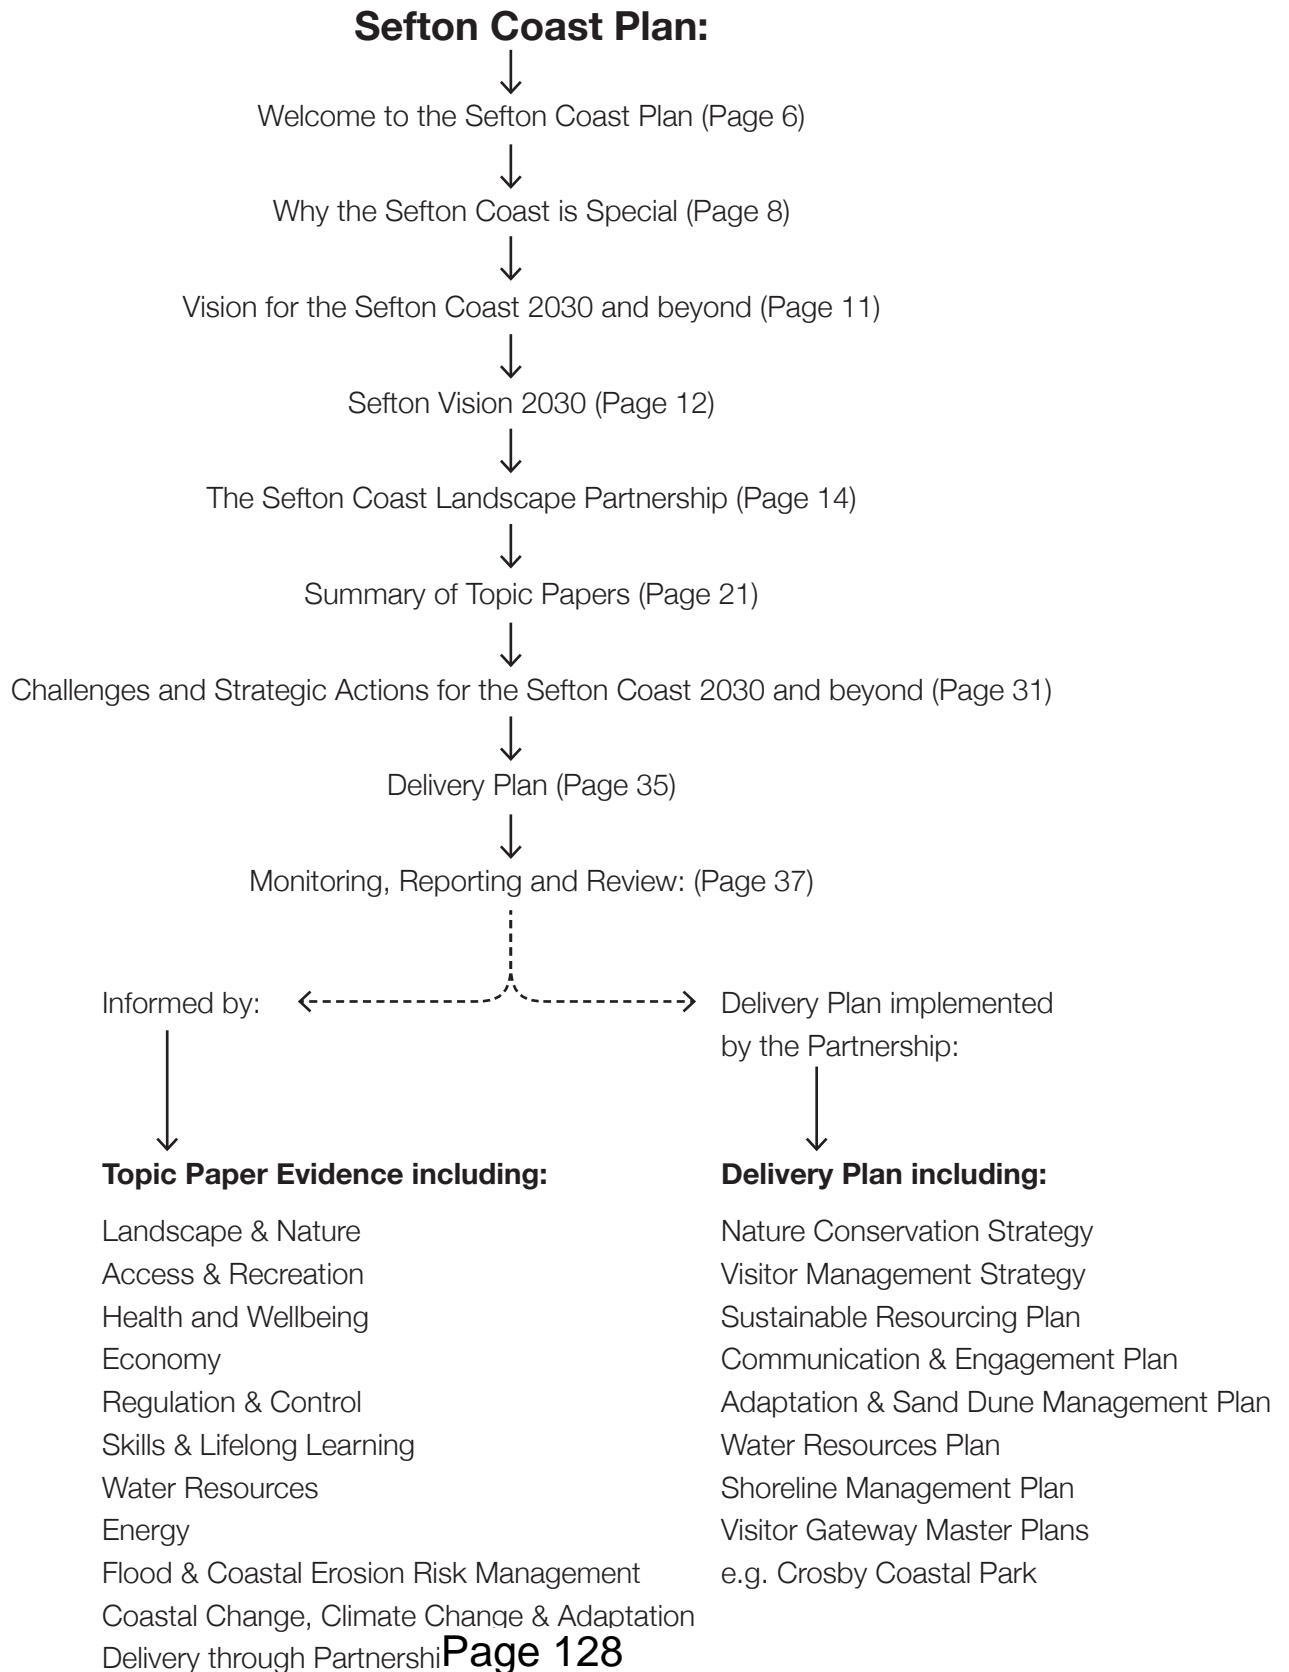 Sefton Coast Plan:
Welcome to the Sefton Coast Plan (Page 6)
Why the Sefton Coast is Special (Page 8)
Vision for the Sefton Coast 2030 and beyond (Page 11)
Sefton Vision 2030 (Page 12)
The Sefton Coast Landscape Partnership (Page 14)
Summary of Topic Papers (Page 21)
Challenges and Strategic Actions for the Sefton Coast 2030 and beyond (Page 31)
Delivery Plan (Page 35)
Monitoring, Reporting and Review: (Page 37)
Informed by:
Topic Paper Evidence including:
Landscape & Nature
Access & Recreation
Health and Wellbeing
Economy
Regulation & Control
Skills & Lifelong Learning
Water Resources
Energy
Flood & Coastal Erosion Risk Management
Coastal Change, Climate Change & Adaptation
Delivery through Partnershi
Delivery Plan implemented
by the Partnership:
Delivery Plan including:
Nature Conservation Strategy
Visitor Management Strategy
Sustainable Resourcing Plan
Communication & Engagement Plan
Adaptation & Sand Dune Management Plan
Water Resources Plan
Shoreline Management Plan
Visitor Gateway Master Plans
e.g. Crosby Coastal Park
Page 128